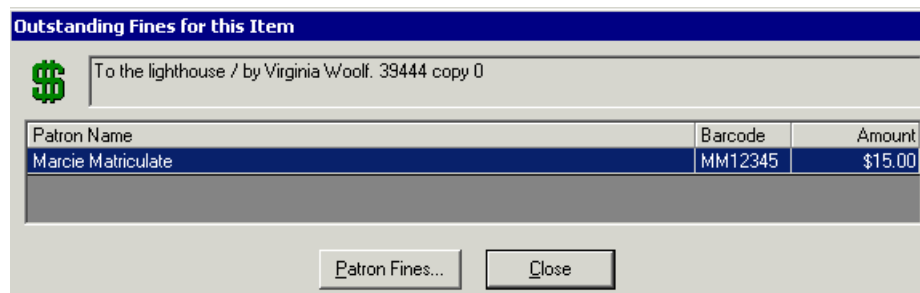 Outstanding Fines for this Item
$
To the lighthouse / by Virginia Woolf. 39444 copy 0
Patron Name Barcode Amount
Marcie Matriculate MM12345 $15.00
Patron Fines... Close